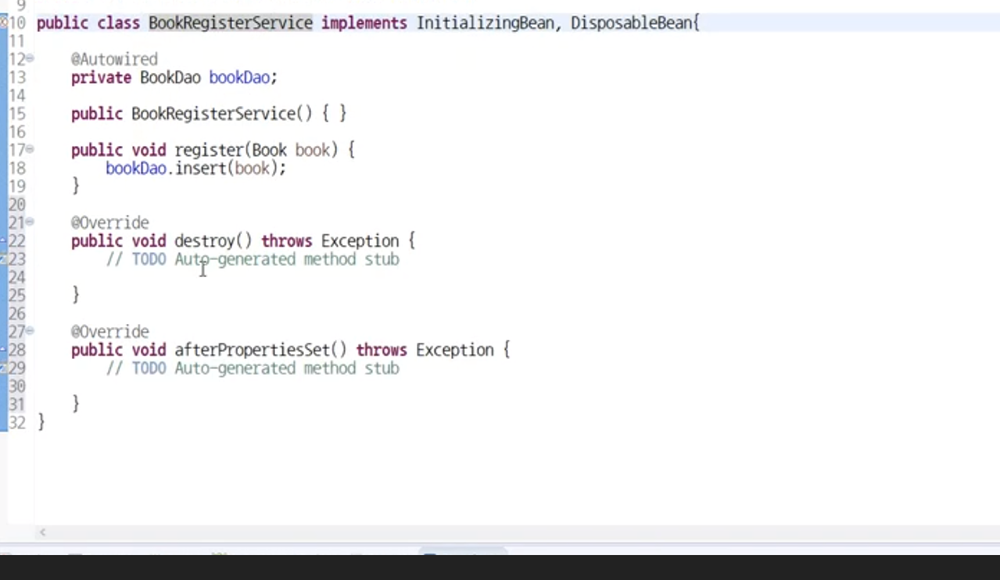 9
10 public class BookRegisterService implements InitializingBean, DisposableBean{
11
12 @Autowired
13 private BookDao bookDao;
14
15 public BookRegisterService() { }
16
17 public void register(Book book) {
18 bookDao.insert(book);
19 }
20
21 @Override
22 public void destroy() throws Exception {
23 // TODO Auto-generated method stub
24
25 }
26
27 @Override
28 public void afterPropertiesSet() throws Exception {
29 // TODO Auto-generated method stub
30
31 }
32 }